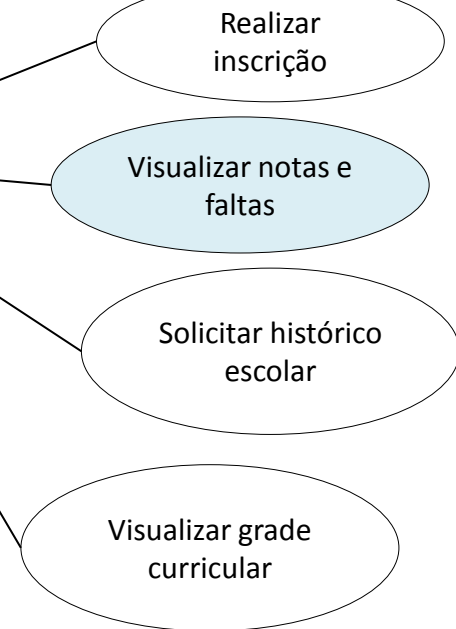 Realizar
inscrição
Visualizar notas e
faltas
Solicitar histórico
escolar
Visualizar grade
curricular